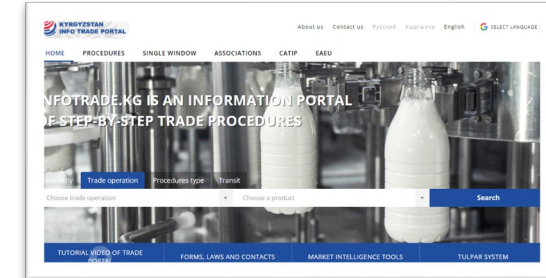 KYRGYZSTAN
INFO TRADE PORTAL
About us Contact us Русский Кыргызча English SELECT LANGUAGE
HOME PROCEDURES SINGLE WINDOW ASSOCIATIONS CATIP EAEU
NFOTRADE.KG IS AN INFORMATION PORTAL
OF STEP-BY-STEP TRADE PROCEDURES
Trade operation Procedures type Transit
Choose trade operation Choose a product Search
TUTORIAL VIDEO OF TRADE
PORTAL
FORMS, LAWS AND CONTACTS MARKET INTELLIGENCE TOOLS TULPAR SYSTEM